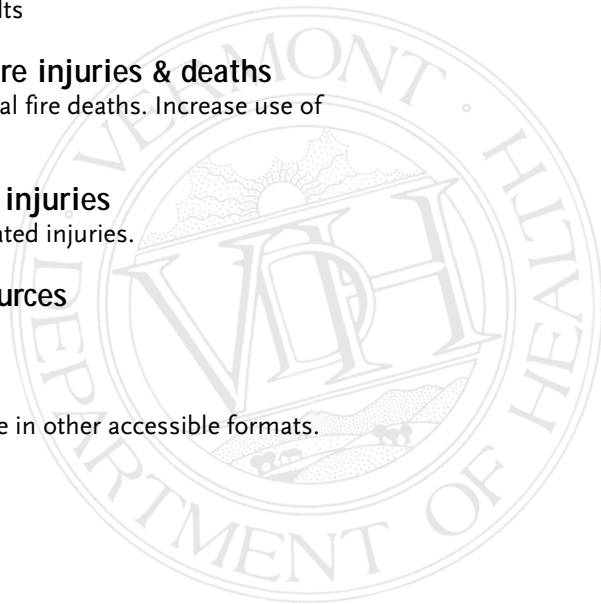 lts
re injuries & deaths
al fire deaths. Increase use of
injuries
ated injuries.
urces
e in other accessible formats.
VERMONT
DEPARTMENT OF HEALTH
VDH